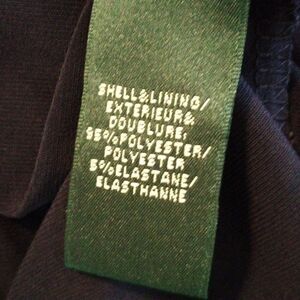 SHELL&LINING/
EXTERIEUR&
DOUBLURE:
95%POLYESTER/
POLYESTER
5%ELASTANE/
ELASTHANNE